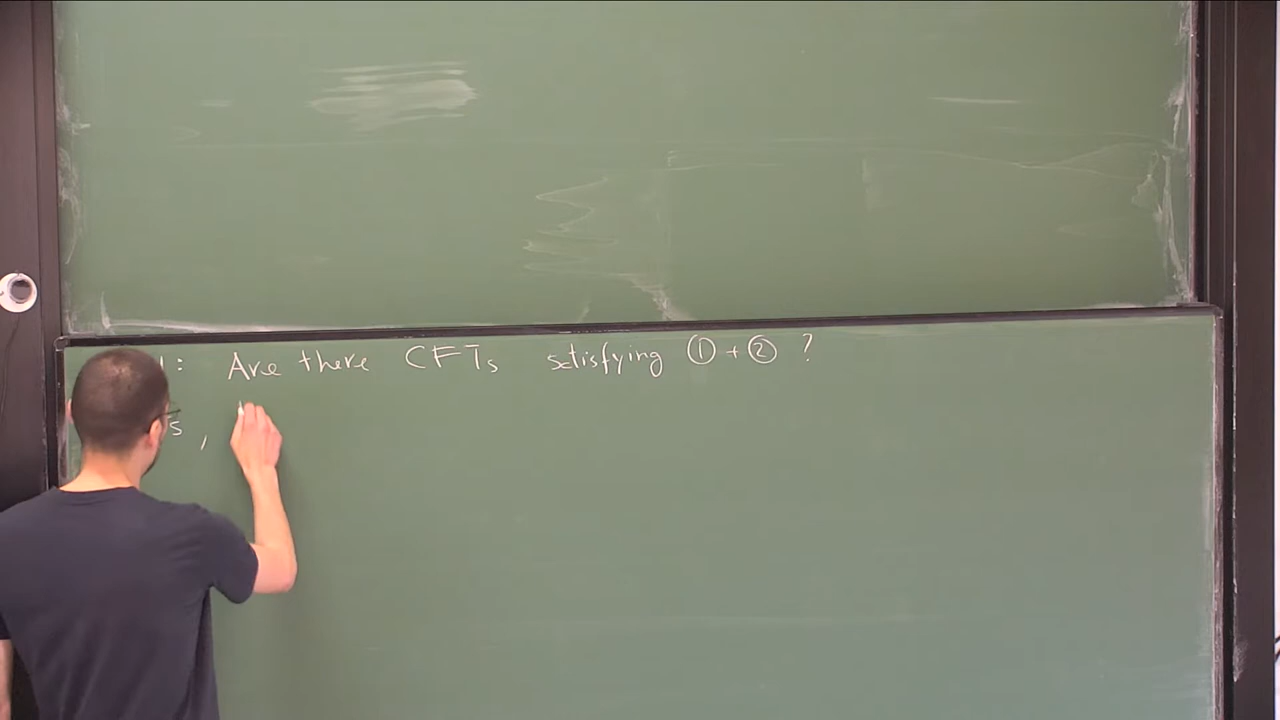 : Are there CFTs satisfying ① + ② ?
s ,